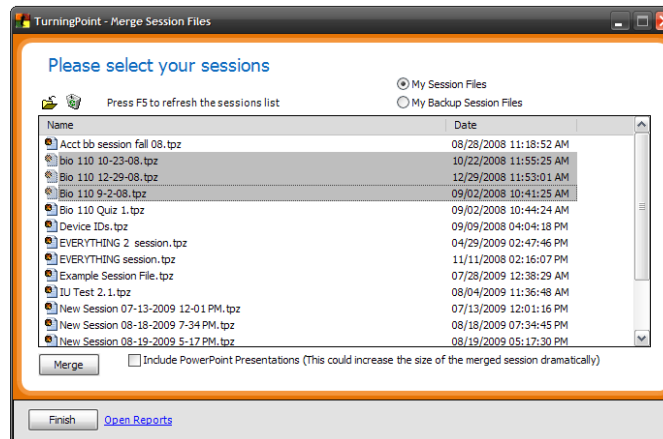 TurningPoint - Merge Session Files
Please select your sessions
My Session Files
Press F5 to refresh the sessions list
My Backup Session Files
Name Date
Acct bb session fall 08.tpz 08/28/2008 11:18:52 AM
bio 110 10-23-08.tpz 10/22/2008 11:55:25 AM
bio 110 12-29-08.tpz 12/29/2008 11:53:01 AM
Bio 110 9-2-08.tpz 09/02/2008 10:41:25 AM
Bio 110 Quiz 1.tpz 09/02/2008 10:44:24 AM
Device IDs.tpz 09/09/2008 04:04:18 PM
EVERYTHING 2 session.tpz 04/29/2009 02:47:46 PM
EVERYTHING session.tpz 11/11/2008 02:16:07 PM
Example Session File.tpz 07/28/2009 12:38:29 AM
IU Test 2.1.tpz 08/04/2009 11:36:48 AM
New Session 07-13-2009 12-01 PM.tpz 07/13/2009 12:01:16 PM
New Session 08-18-2009 7-34 PM.tpz 08/18/2009 07:34:45 PM
New Session 08-19-2009 5-17 PM.tpz 08/19/2009 05:17:30 PM
Merge Include PowerPoint Presentations (This could increase the size of the merged session dramatically)
Finish Open Reports